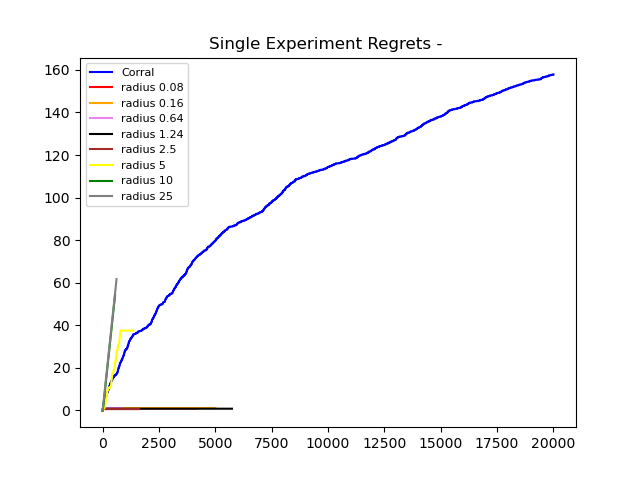 Single Experiment Regrets -
160
140
120
100
80
60
40
20
0
Corral
radius 0.08
radius 0.16
radius 0.64
radius 1.24
radius 2.5
radius 5
radius 10
radius 25
0 2500 5000 7500 10000 12500 15000 17500 20000